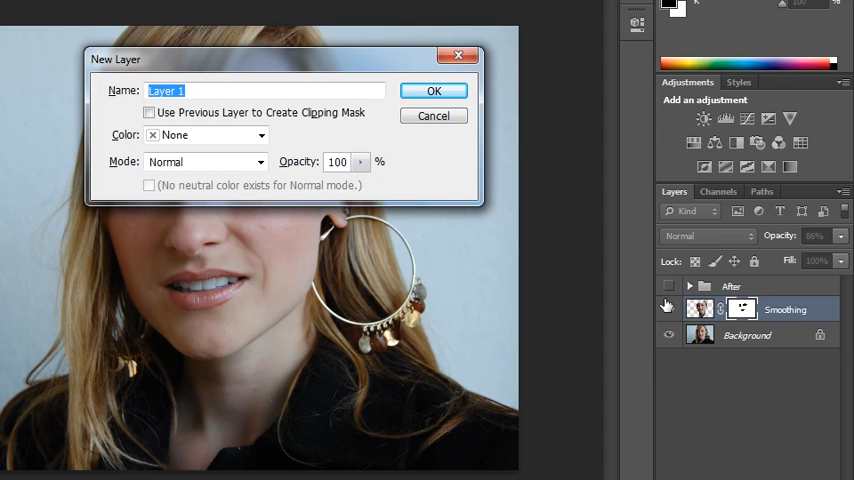 K
100
%
New Layer
Name: Layer 1
OK
Use Previous Layer to Create Clipping Mask
Cancel
Color: None
Mode: Normal
Opacity: 100 %
(No neutral color exists for Normal mode.)
Adjustments
Styles
Add an adjustment
Layers
Channels
Paths
Kind
Normal
Opacity: 86%
Lock:
Fill: 100%
After
Smoothing
Background